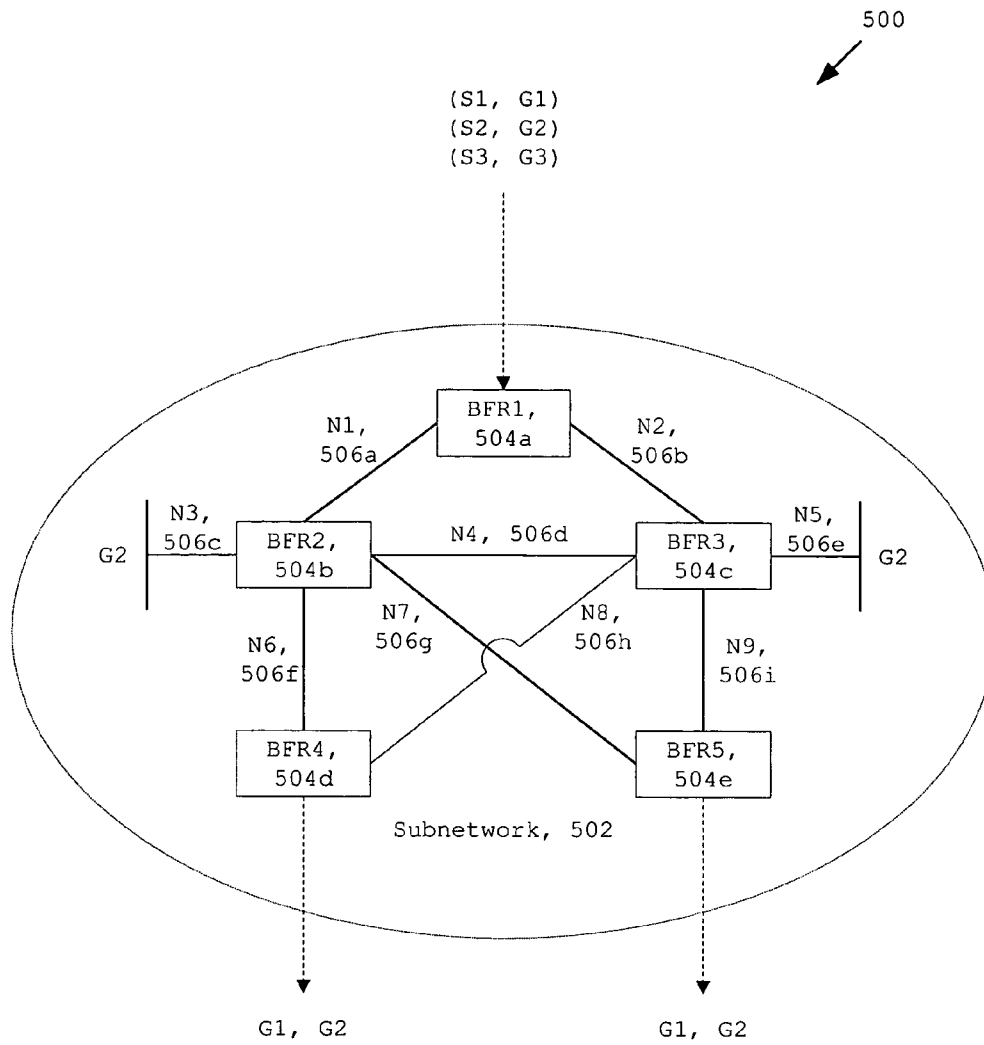 500
(S1, G1)
(S2, G2)
(S3, G3)
BFR1,
504a
N1,
506a
N2,
506b
N3,
506c
G2
BFR2,
504b
N4, 506d
BFR3,
504c
N5,
506e
G2
N6,
506f
N7,
506g
N8,
506h
N9,
506i
BFR4,
504d
BFR5,
504e
Subnetwork, 502
G1, G2
G1, G2